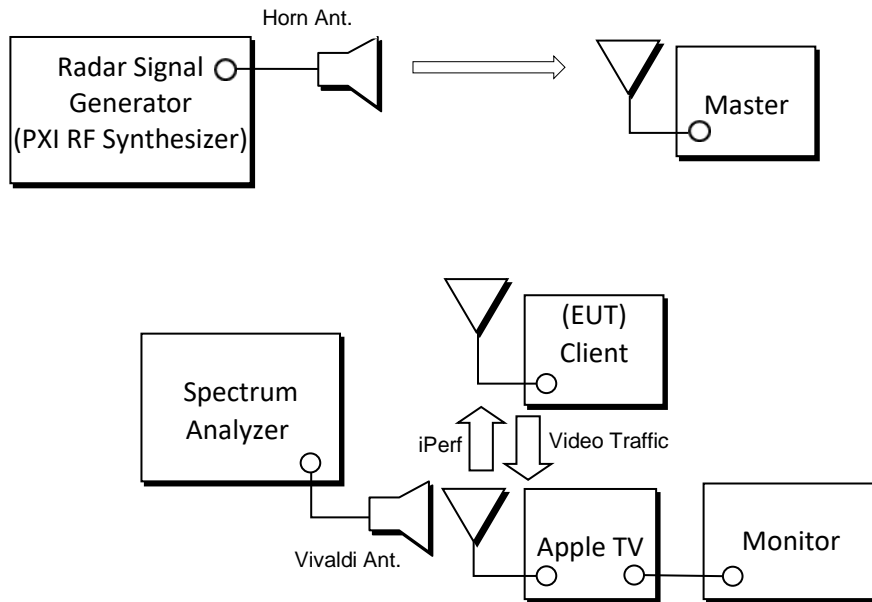 Horn Ant.
Radar Signal
Generator
(PXI RF Synthesizer)
Master
(EUT)
Client
Spectrum
Analyzer
iPerf
Video Traffic
Vivaldi Ant.
Apple TV
Monitor